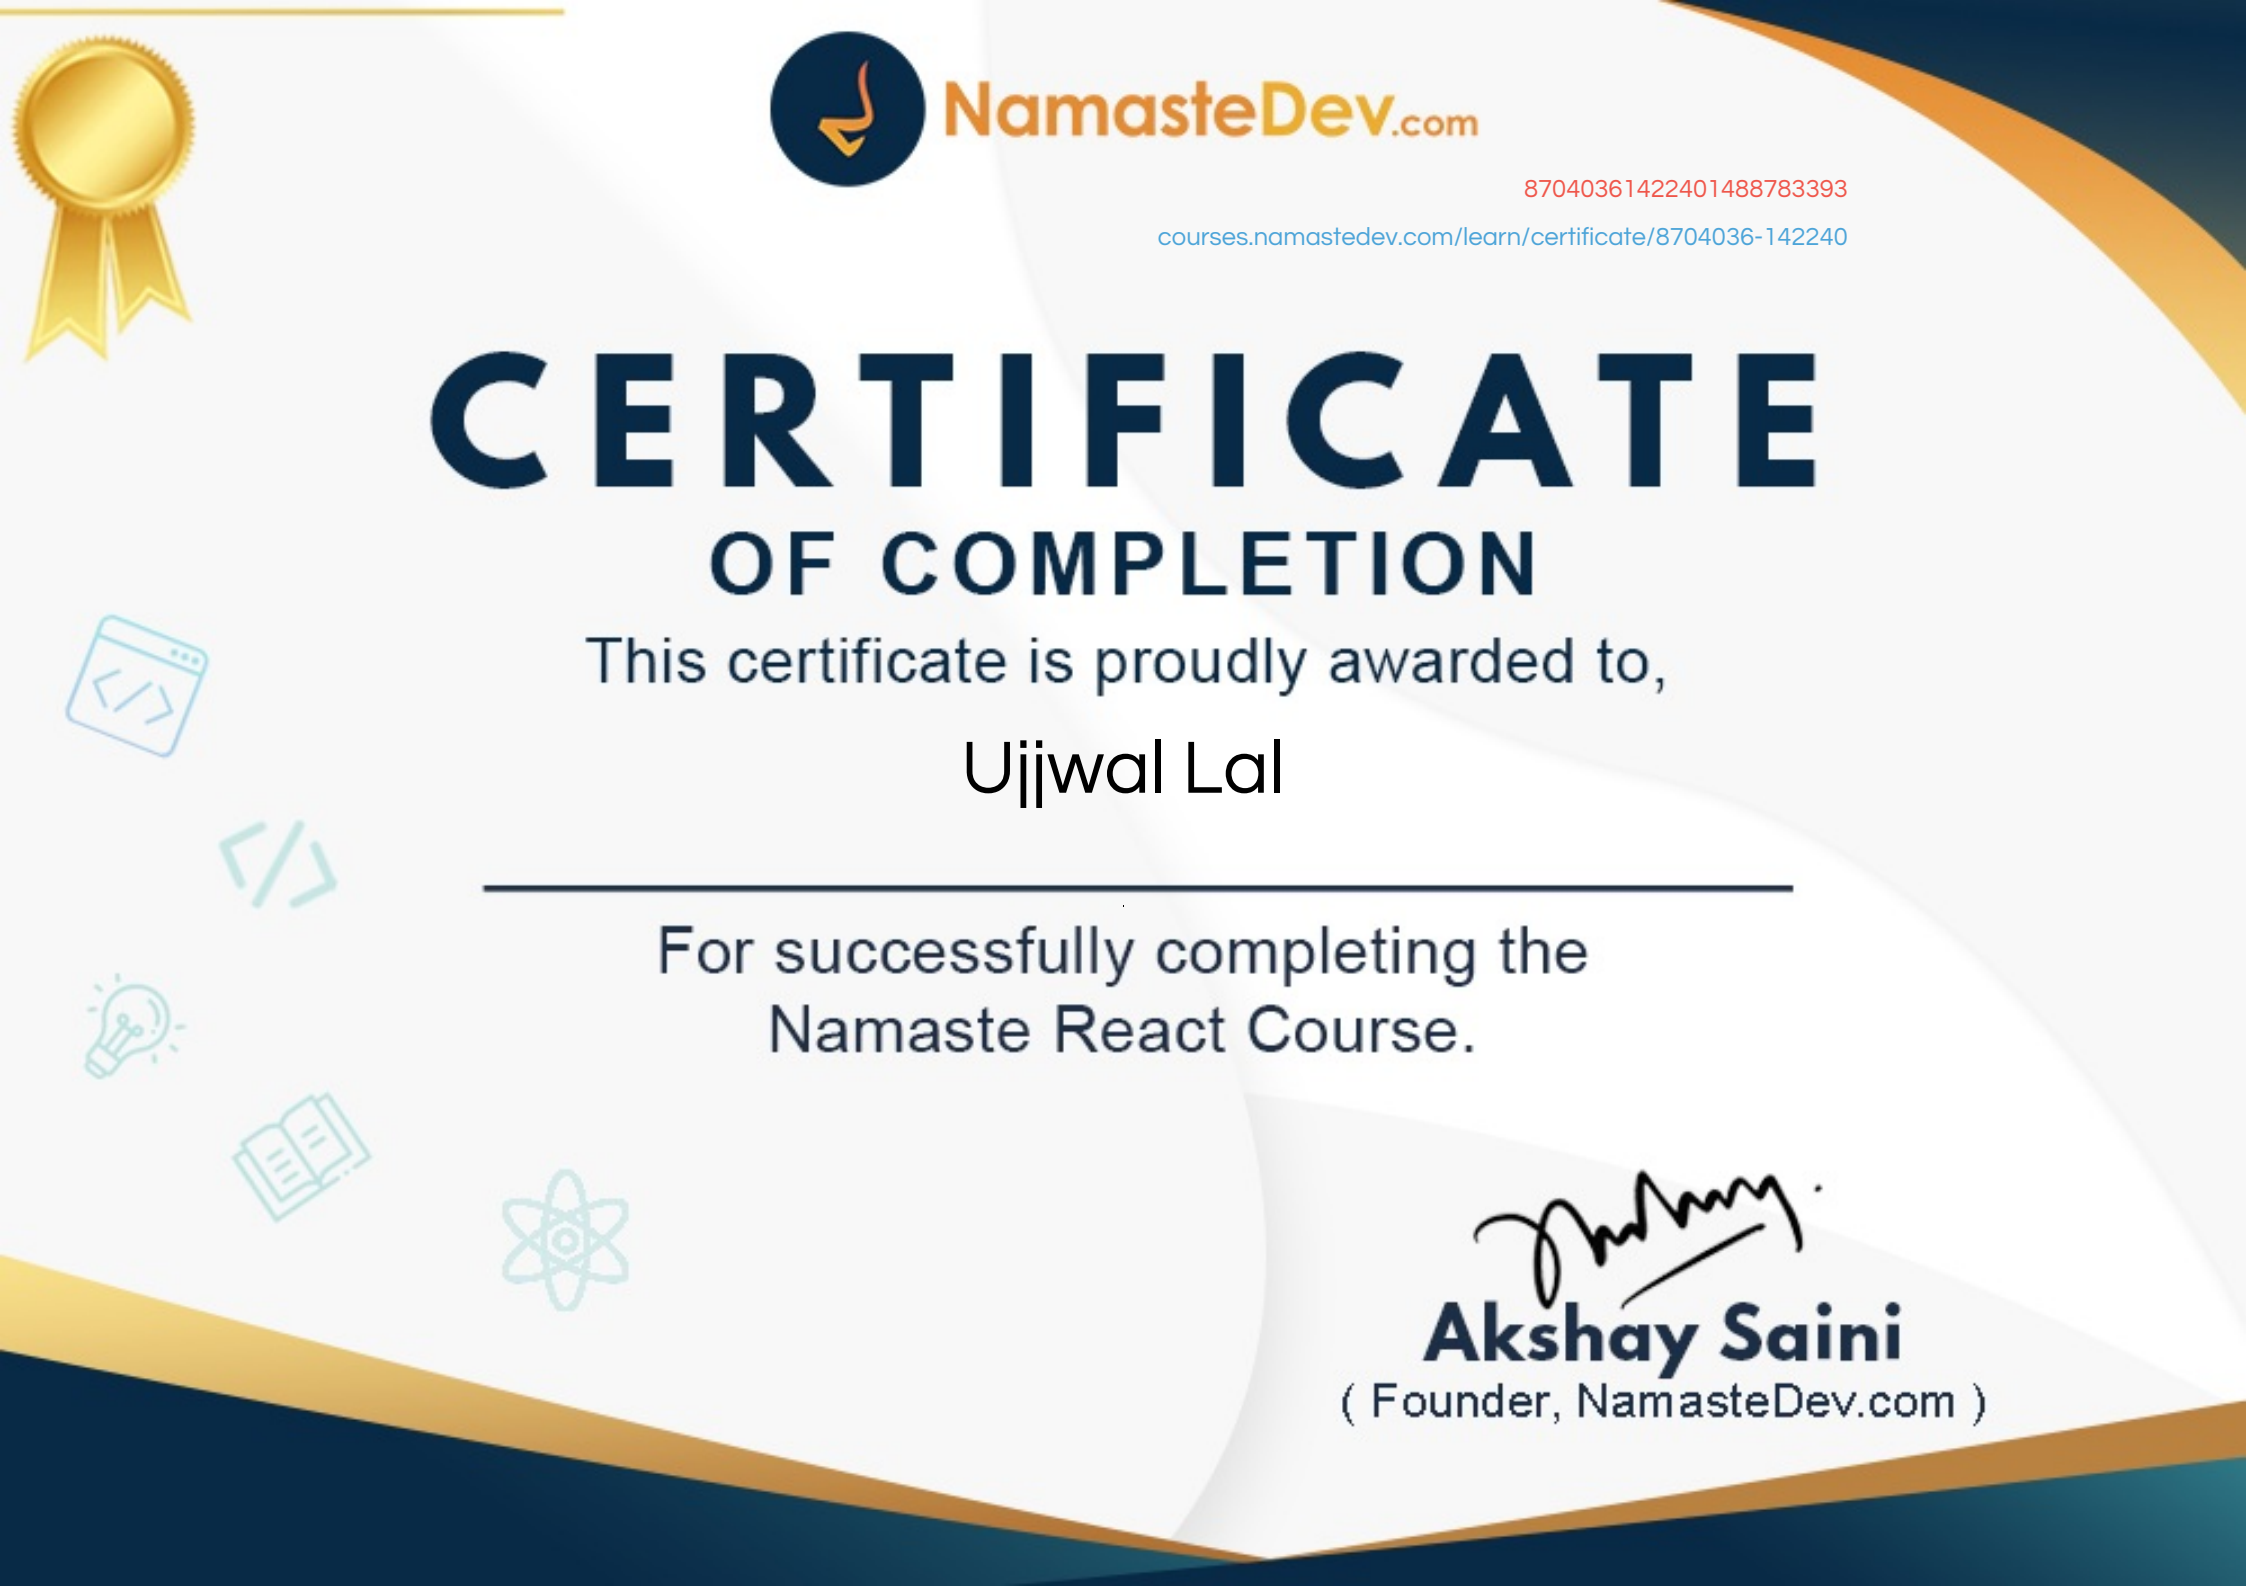 NamasteDev.com
87040361422401488783393
courses.namastedev.com/learn/certificate/8704036-142240
CERTIFICATE
OF COMPLETION
This certificate is proudly awarded to,
Ujjwal Lal
For successfully completing the
Namaste React Course.
Akshay Saini
( Founder, NamasteDev.com )